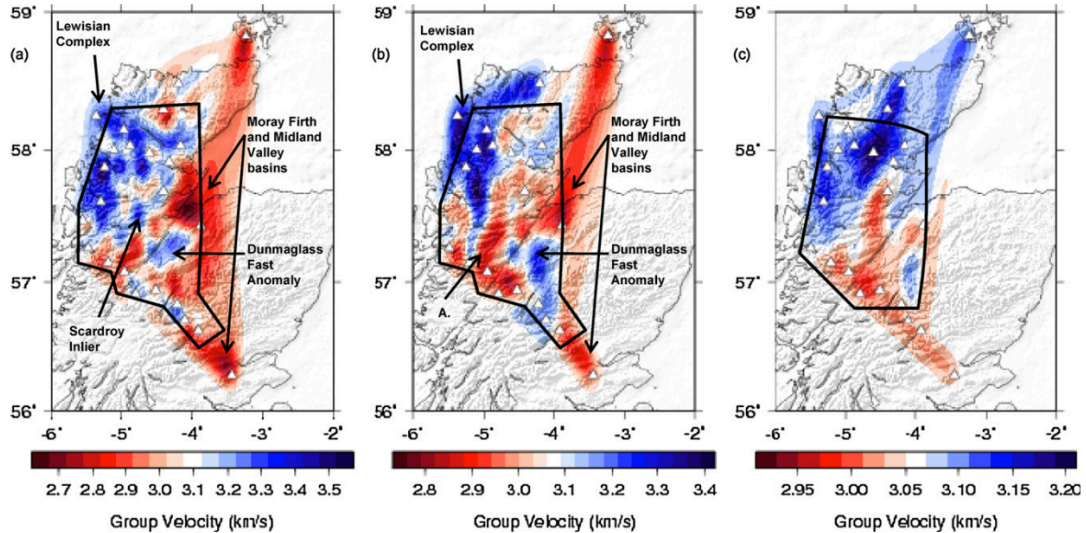 59°
(a)
Lewisian
Complex
58°
Moray Firth
and Midland
Valley
basins
Dunmaglass
Fast
Anomaly
57°
Scardroy
Inlier
56°
-6° -5° -4° -3° -2°
2.7 2.8 2.9 3.0 3.1 3.2 3.3 3.4 3.5
Group Velocity (km/s)
59°
(b)
Lewisian
Complex
58°
Moray Firth
and Midland
Valley
basins
Dunmaglass
Fast
Anomaly
57°
A.
56°
-6° -5° -4° -3° -2°
2.8 2.9 3.0 3.1 3.2 3.3 3.4
Group Velocity (km/s)
59°
(c)
58°
57°
56°
-6° -5° -4° -3° -2°
2.95 3.00 3.05 3.10 3.15 3.20
Group Velocity (km/s)